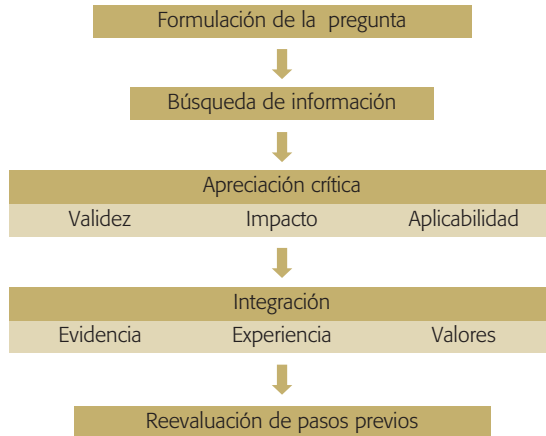 Formulación de la pregunta
Búsqueda de información
Apreciación crítica
Validez Impacto Aplicabilidad
Integración
Evidencia Experiencia Valores
Reevaluación de pasos previos